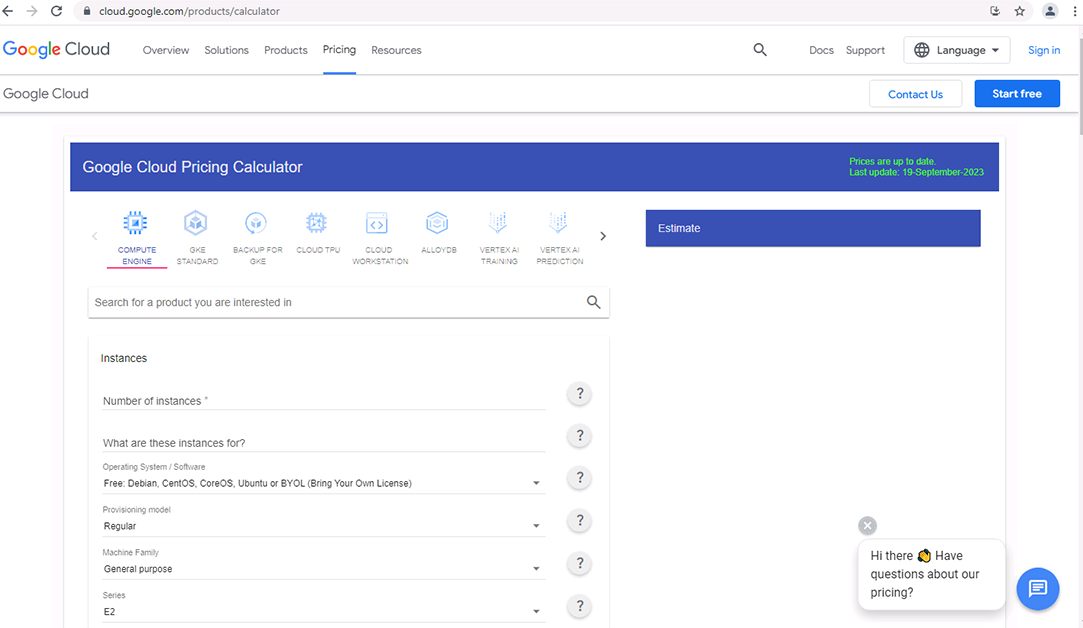 cloud.google.com/products/calculator
Google Cloud
Overview
Solutions
Products
Pricing
Resources
Docs
Support
Language
Sign in
Google Cloud
Contact Us
Start free
Google Cloud Pricing Calculator
Prices are up to date.
Last update: 19-September-2023
COMPUTE
ENGINE
GKE
STANDARD
BACKUP FOR
GKE
CLOUD TPU
CLOUD
WORKSTATION
ALLOYDB
VERTEX AI
TRAINING
VERTEX AI
PREDICTION
Estimate
Search for a product you are interested in
Instances
Number of instances *
?
What are these instances for?
?
Operating System / Software
Free: Debian, CentOS, CoreOS, Ubuntu or BYOL (Bring Your Own License)
?
Provisioning model
Regular
?
Machine Family
General purpose
?
Series
E2
?
Hi there 👋 Have
questions about our
pricing?